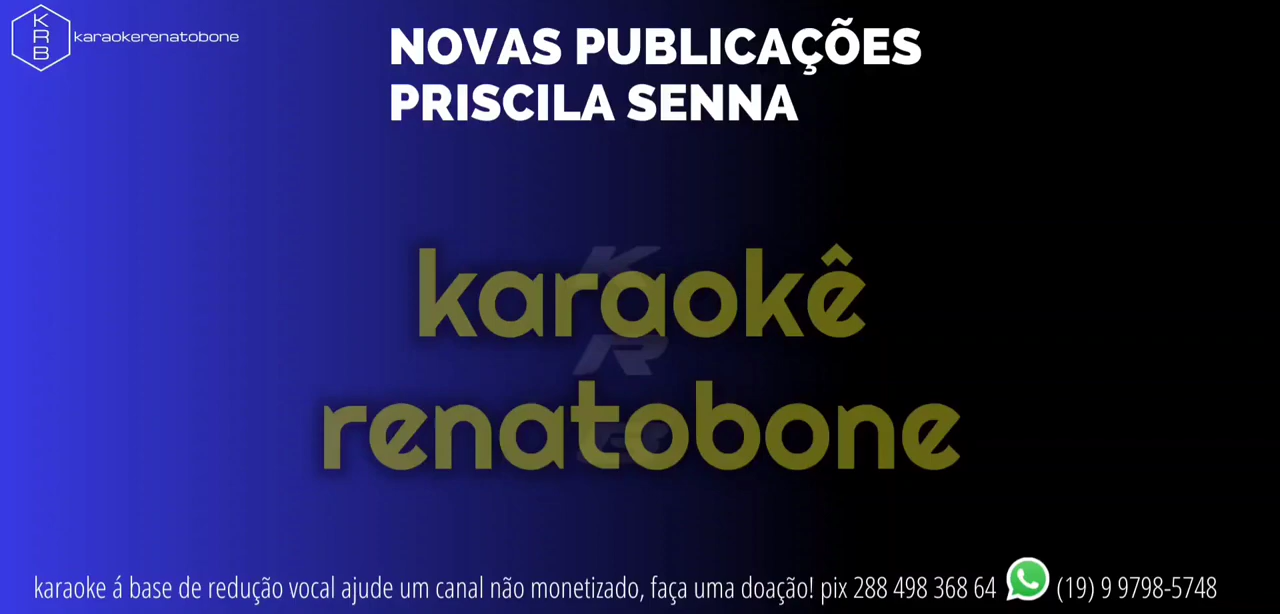 KRB
karaokerenatobone
NOVAS PUBLICAÇÕES
PRISCILA SENNA
karaokê
KRB
renatobone
karaoke á base de redução vocal ajude um canal não monetizado, faça uma doação! pix 288 498 368 64 (19) 9 9798-5748